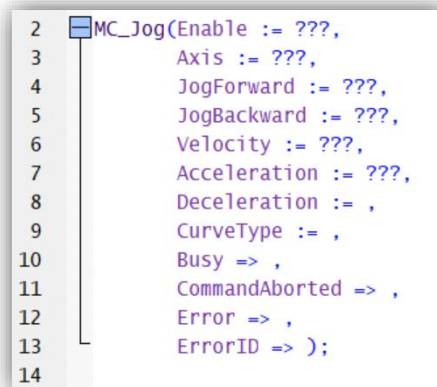 2 MC_Jog(Enable := ???,
3 Axis := ???,
4 JogForward := ???,
5 JogBackward := ???,
6 Velocity := ???,
7 Acceleration := ???,
8 Deceleration := ,
9 CurveType := ,
10 Busy => ,
11 CommandAborted => ,
12 Error => ,
13 ErrorID => );
14